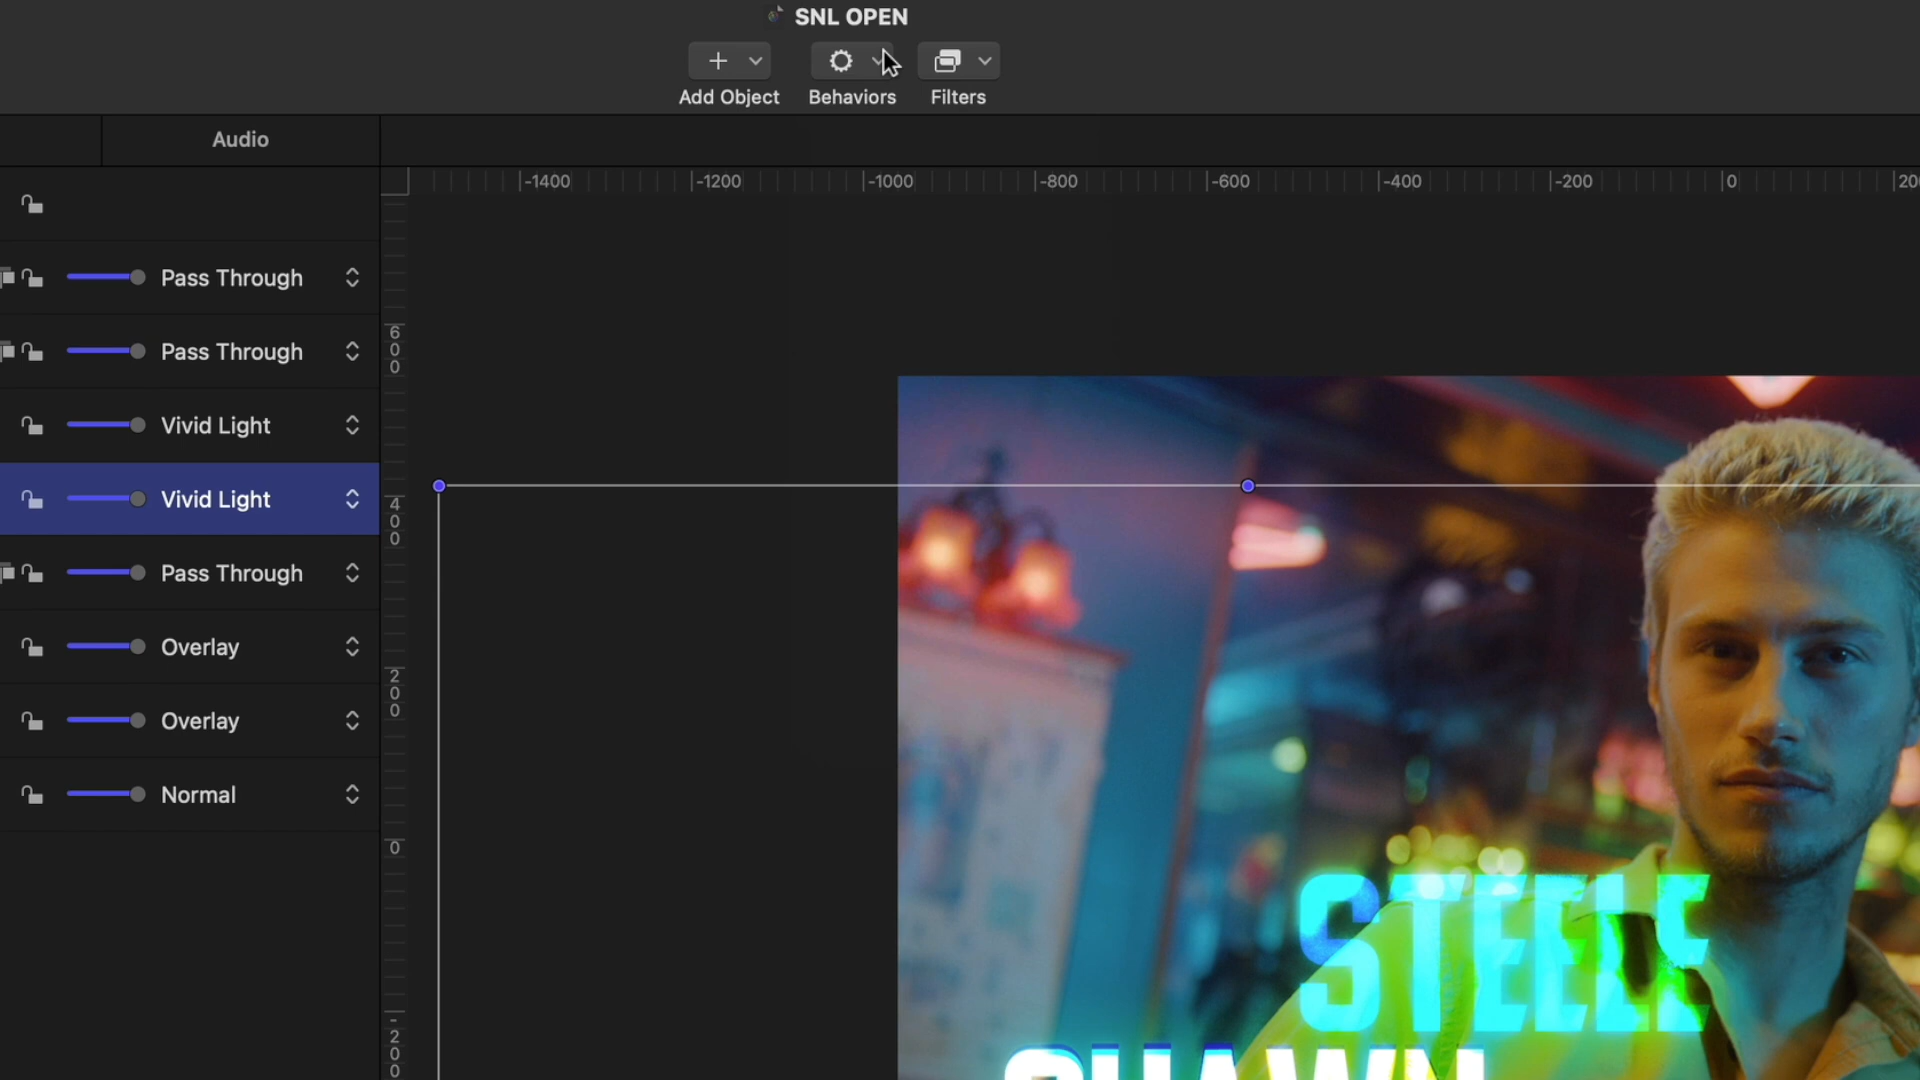 SNL OPEN
Add Object
Behaviors
Filters
Audio
-1400
-1200
-1000
-800
-600
-400
-200
0
Pass Through
Pass Through
Vivid Light
Vivid Light
Pass Through
Overlay
Overlay
Normal
600
400
200
0
-200
STEELE
SHAWN